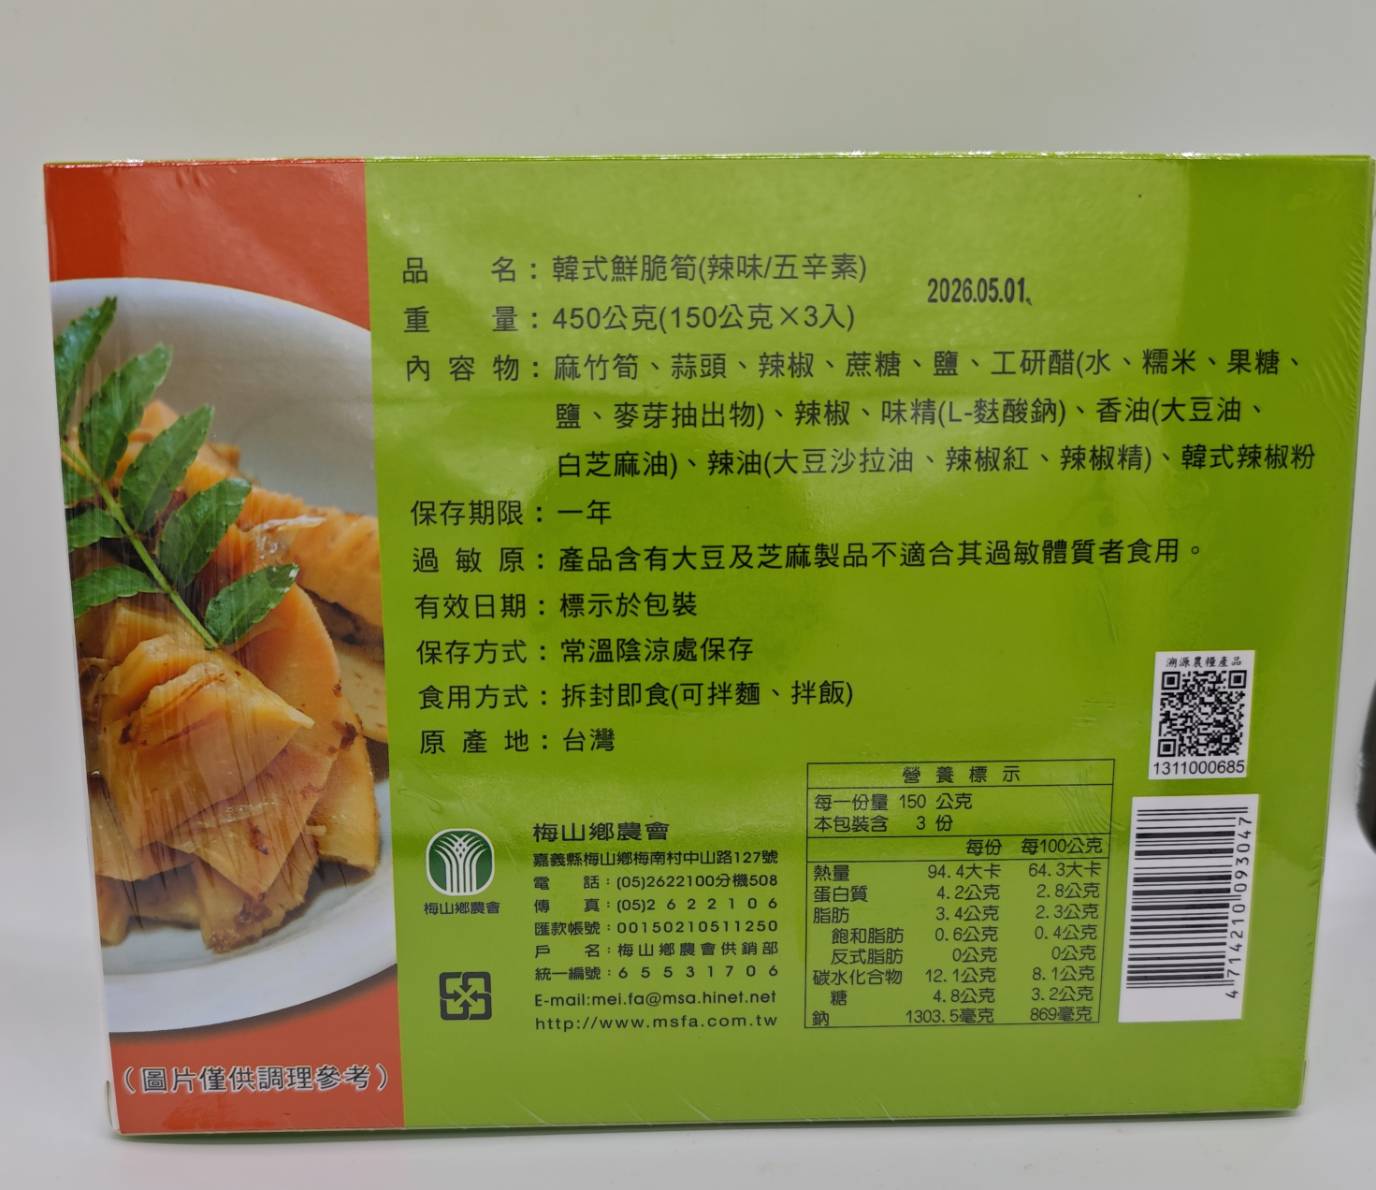 品名：韓式鮮脆筍(辣味/五辛素)
2026.05.01
重量：450公克(150公克×3入)
內容物：麻竹筍、蒜頭、辣椒、蔗糖、鹽、工研醋(水、糯米、果糖、
鹽、麥芽抽出物)、辣椒、味精(L-麩酸鈉)、香油(大豆油、
白芝麻油)、辣油(大豆沙拉油、辣椒紅、辣椒精)、韓式辣椒粉
保存期限：一年
過敏原：產品含有大豆及芝麻製品不適合其過敏體質者食用。
有效日期：標示於包裝
保存方式：常溫陰涼處保存
食用方式：拆封即食(可拌麵、拌飯)
原產地：台灣
溯源農糧產品
1311000685
梅山鄉農會
梅山鄉農會
嘉義縣梅山鄉梅南村中山路127號
電話：(05)2622100分機508
傳真：(05)2622106
匯款帳號：00150210511250
戶名：梅山鄉農會供銷部
統一編號：65531706
E-mail:mei.fa@msa.hinet.net
http://www.msfa.com.tw
營養標示
每一份量 150 公克
本包裝含 3 份
每份 每100公克
熱量 94.4大卡 64.3大卡
蛋白質 4.2公克 2.8公克
脂肪 3.4公克 2.3公克
飽和脂肪 0.6公克 0.4公克
反式脂肪 0公克 0公克
碳水化合物 12.1公克 8.1公克
糖 4.8公克 3.2公克
鈉 1303.5毫克 869毫克
4714210093047
(圖片僅供調理參考)